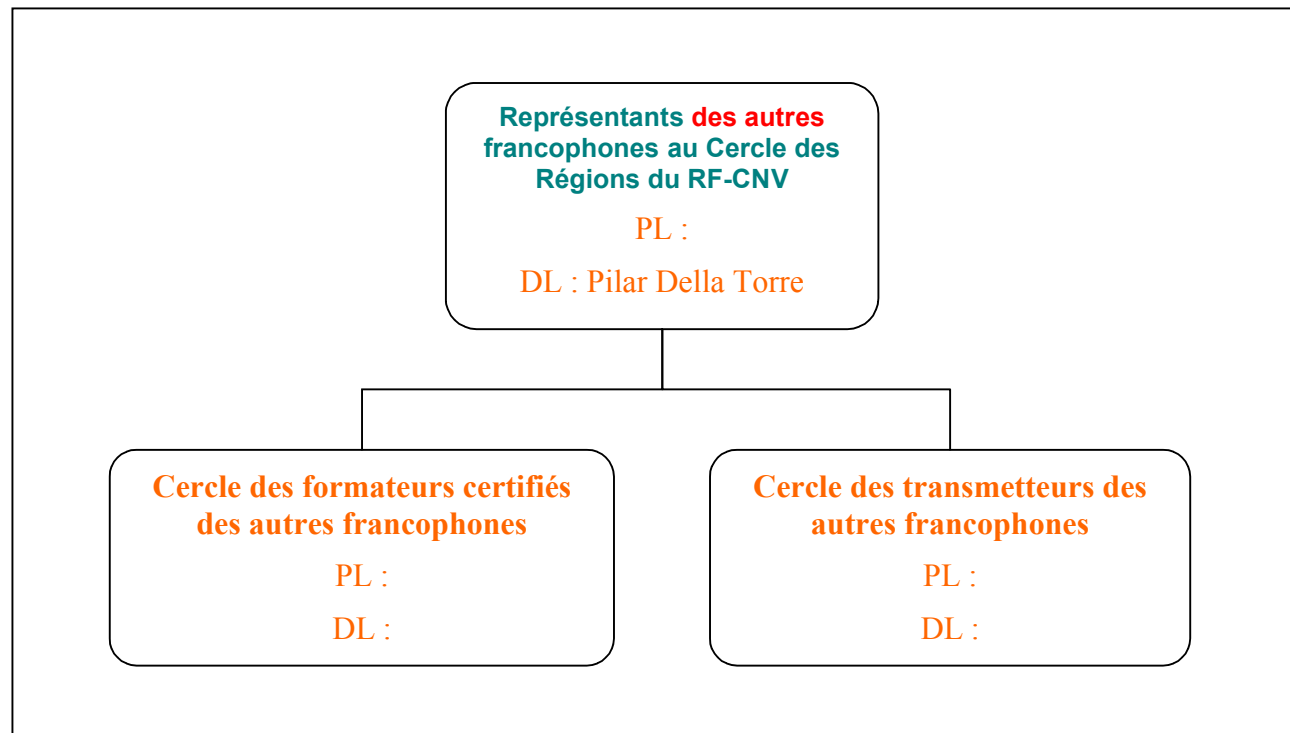 Représentants des autres
francophones au Cercle des
Régions du RF-CNV
PL :
DL : Pilar Della Torre
Cercle des formateurs certifiés
des autres francophones
PL :
DL :
Cercle des transmetteurs des
autres francophones
PL :
DL :